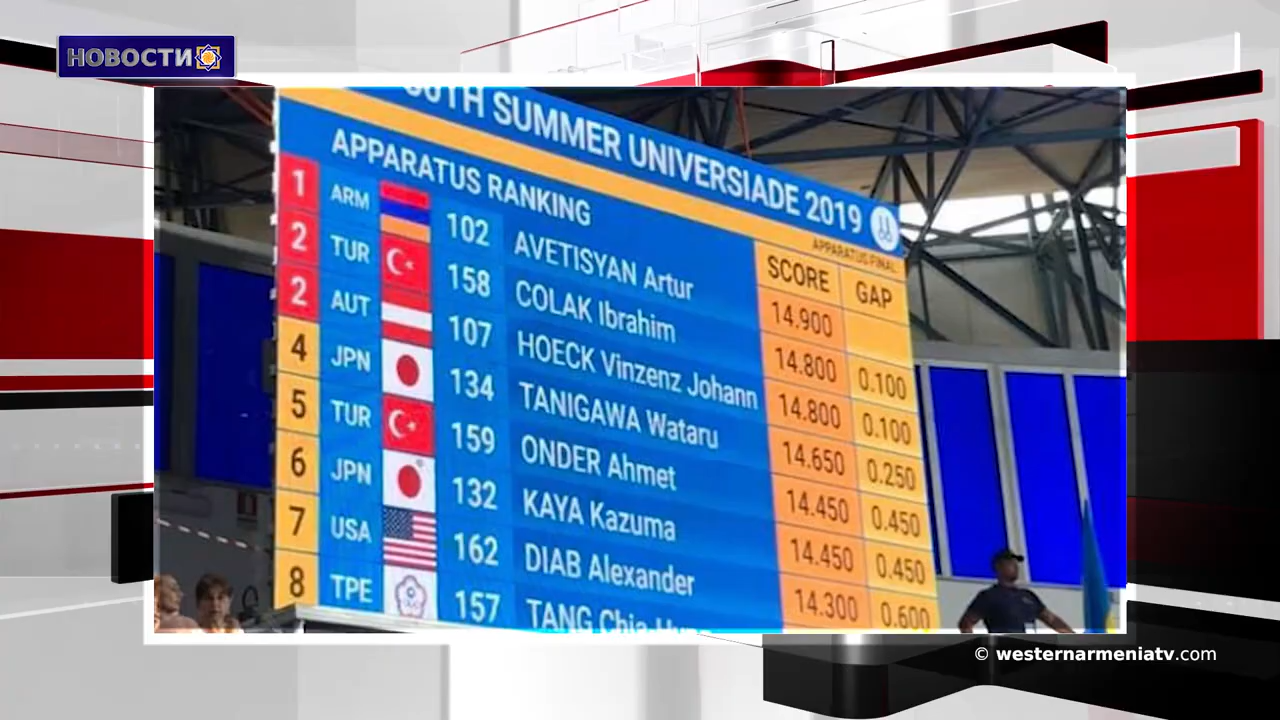 НОВОСТИ
30TH SUMMER UNIVERSIADE 2019
APPARATUS RANKING
APPARATUS FINAL
SCORE GAP
1 ARM 102 AVETISYAN Artur 14.900
2 TUR 158 COLAK Ibrahim 14.800 0.100
2 AUT 107 HOECK Vinzenz Johann 14.800 0.100
4 JPN 134 TANIGAWA Wataru 14.650 0.250
5 TUR 159 ONDER Ahmet 14.450 0.450
6 JPN 132 KAYA Kazuma 14.450 0.450
7 USA 162 DIAB Alexander 14.300 0.600
8 TPE 157 TANG
© westernarmeniatv.com